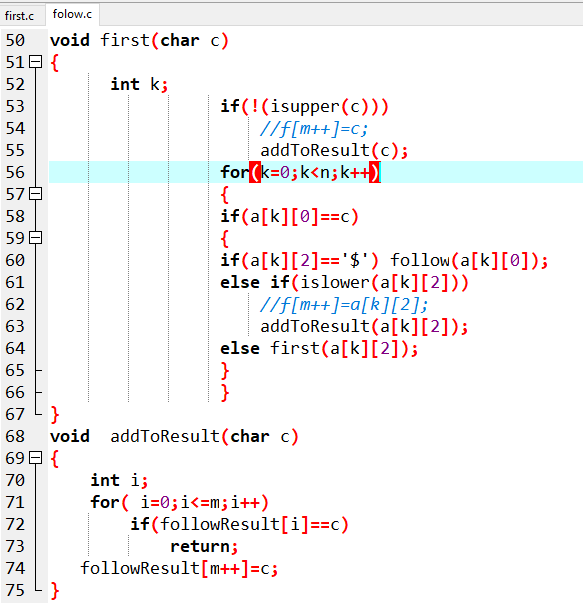 first.c folow.c
50 void first(char c)
51 {
52 int k;
53 if(!(isupper(c)))
54 //f[m++]=c;
55 addToResult(c);
56 for(k=0;k<n;k++)
57 {
58 if(a[k][0]==c)
59 {
60 if(a[k][2]=='$') follow(a[k][0]);
61 else if(islower(a[k][2]))
62 //f[m++]=a[k][2];
63 addToResult(a[k][2]);
64 else first(a[k][2]);
65 }
66 }
67 }
68 void  addToResult(char c)
69 {
70 int i;
71 for( i=0;i<=m;i++)
72 if(followResult[i]==c)
73 return;
74 followResult[m++]=c;
75 }